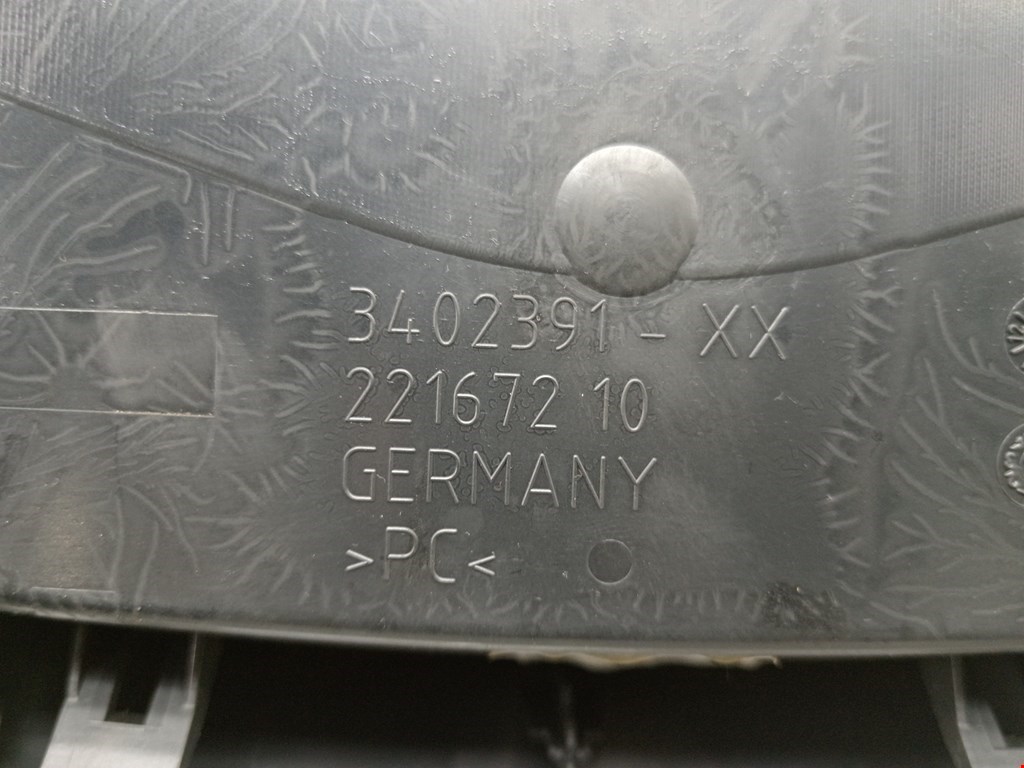 3402391 - XX
221672 10
GERMANY
>PC<